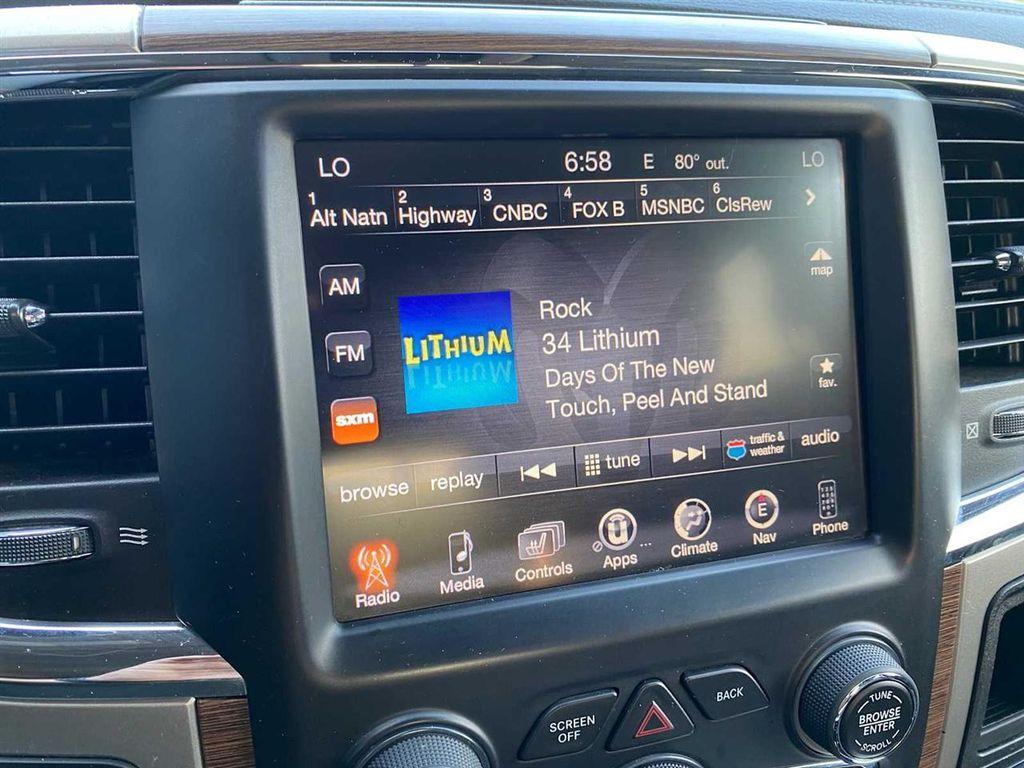 LO 6:58 E 80° out. LO
1 Alt Natn 2 Highway 3 CNBC 4 FOX B 5 MSNBC 6 ClsRew
map
AM
FM
sxm
LITHIUM
Rock
34 Lithium
Days Of The New
Touch, Peel And Stand
fav.
browse replay tune traffic & weather audio
Radio Media Controls Apps Climate E Nav Phone
SCREEN OFF
BACK
TUNE
BROWSE
ENTER
SCROLL